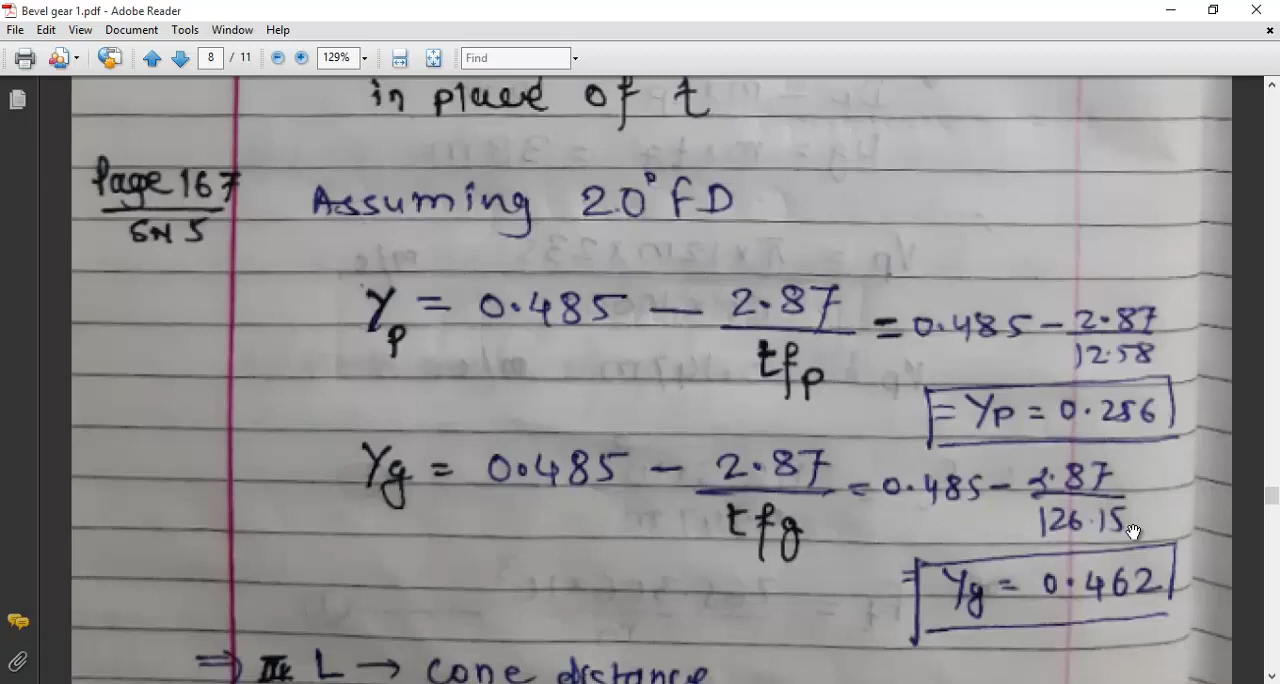 Bevel gear 1.pdf - Adobe Reader
File Edit View Document Tools Window Help
8 / 11 129% Find
in placed of t
Page 167
SN 5
Assuming 20° FD
Yp = 0.485 - 2.87/tfp = 0.485 - 2.87/12.58
= Yp = 0.256
Yg = 0.485 - 2.87/tfg = 0.485 - 2.87/126.15
= Yg = 0.462
⇒ L → cone distance